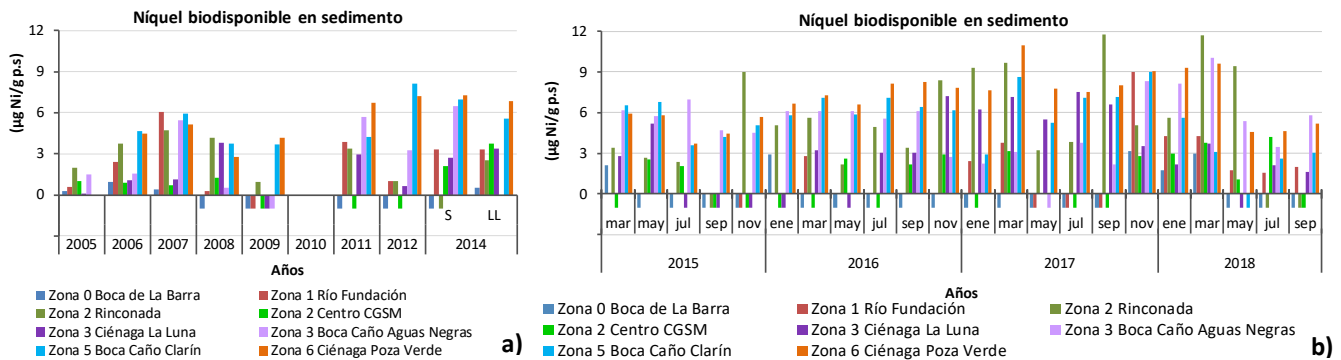 Níquel biodisponible en sedimento
(µg Ni/g p.s)
12
9
6
3
0
S
LL
2005
2006
2007
2008
2009
2010
2011
2012
2014
Años
Zona 0 Boca de La Barra
Zona 1 Río Fundación
Zona 2 Rinconada
Zona 2 Centro CGSM
Zona 3 Ciénaga La Luna
Zona 3 Boca Caño Aguas Negras
Zona 5 Boca Caño Clarín
Zona 6 Ciénaga Poza Verde
a)
Níquel biodisponible en sedimento
(µg Ni/g p.s)
12
9
6
3
0
mar may jul sep nov ene mar may jul sep nov ene mar may jul sep nov ene mar may jul sep
2015
2016
2017
2018
Años
Zona 0 Boca de La Barra
Zona 1 Río Fundación
Zona 2 Rinconada
Zona 2 Centro CGSM
Zona 3 Ciénaga La Luna
Zona 3 Boca Caño Aguas Negras
Zona 5 Boca Caño Clarín
Zona 6 Ciénaga Poza Verde
b)